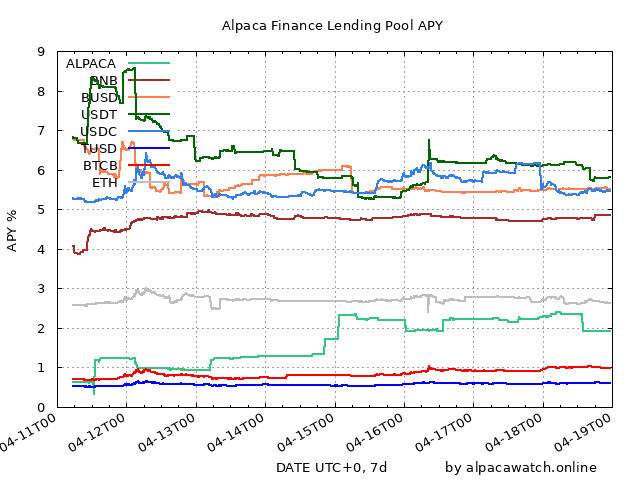 Alpaca Finance Lending Pool APY
9
8
7
6
5
4
3
2
1
0
APY %
ALPACA
BNB
BUSD
USDT
USDC
TUSD
BTCB
ETH
04-11T00
04-12T00
04-13T00
04-14T00
04-15T00
04-16T00
04-17T00
04-18T00
04-19T00
DATE UTC+0, 7d
by alpacawatch.online